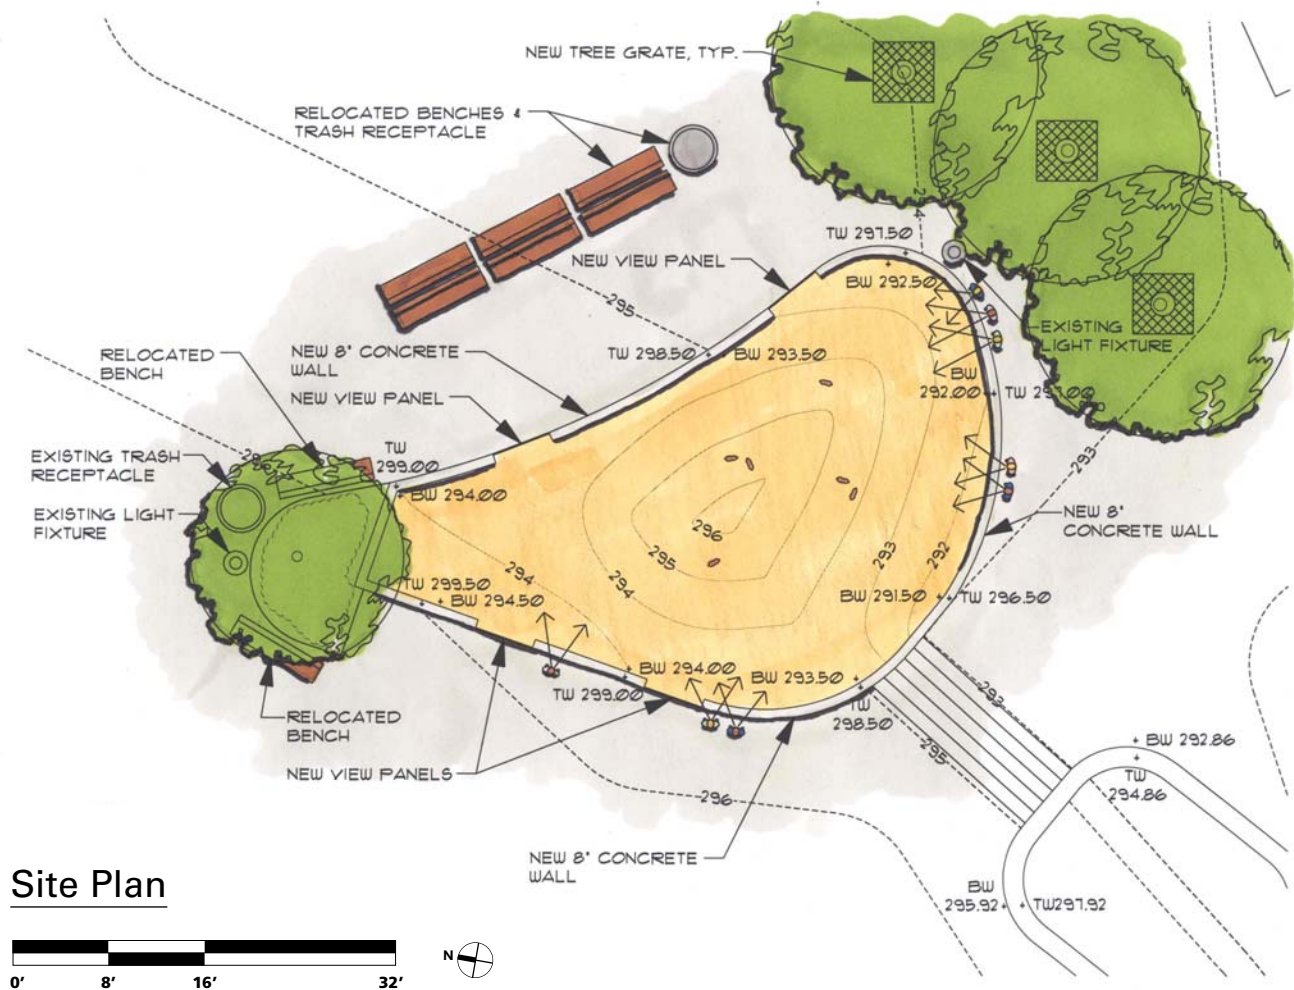 NEW TREE GRATE, TYP.
RELOCATED BENCHES &
TRASH RECEPTACLE
294
TW 297.50
NEW VIEW PANEL
BW 292.50
295
EXISTING
LIGHT FIXTURE
RELOCATED
BENCH
NEW 8" CONCRETE
WALL
TW 298.50
BW 293.50
BW
292.00
TW 297.00
NEW VIEW PANEL
TW
299.00
EXISTING TRASH
RECEPTACLE
296
293
BW 294.00
EXISTING LIGHT
FIXTURE
NEW 8" CONCRETE WALL
296
295
294
294
293
292
TW 299.50
BW 294.50
BW 291.50
TW 296.50
BW 294.00
TW 299.00
BW 293.50
TW
298.50
293
295
RELOCATED
BENCH
NEW VIEW PANELS
296
BW 292.86
TW
294.86
NEW 8" CONCRETE
WALL
BW
295.92
TW297.92
Site Plan
N
0' 8' 16' 32'